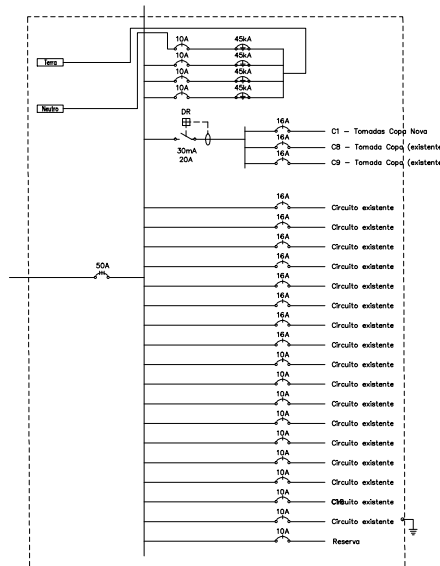 10A 45kA
10A 45kA
Terra
10A 45kA
10A 45kA
Neutro
DR
30mA
20A
16A
C1 - Tomadas Copa Nova
16A
C8 - Tomada Copa (existente
16A
C9 - Tomada Copa (existente
16A
Circuito existente
16A
Circuito existente
16A
Circuito existente
50A
16A
Circuito existente
16A
Circuito existente
16A
Circuito existente
16A
Circuito existente
16A
Circuito existente
10A
Circuito existente
10A
Circuito existente
10A
Circuito existente
10A
Circuito existente
10A
Circuito existente
10A
Circuito existente
10A
Circuito existente
10A
Circuito existente
10A
Circuito existente
10A
Reserva